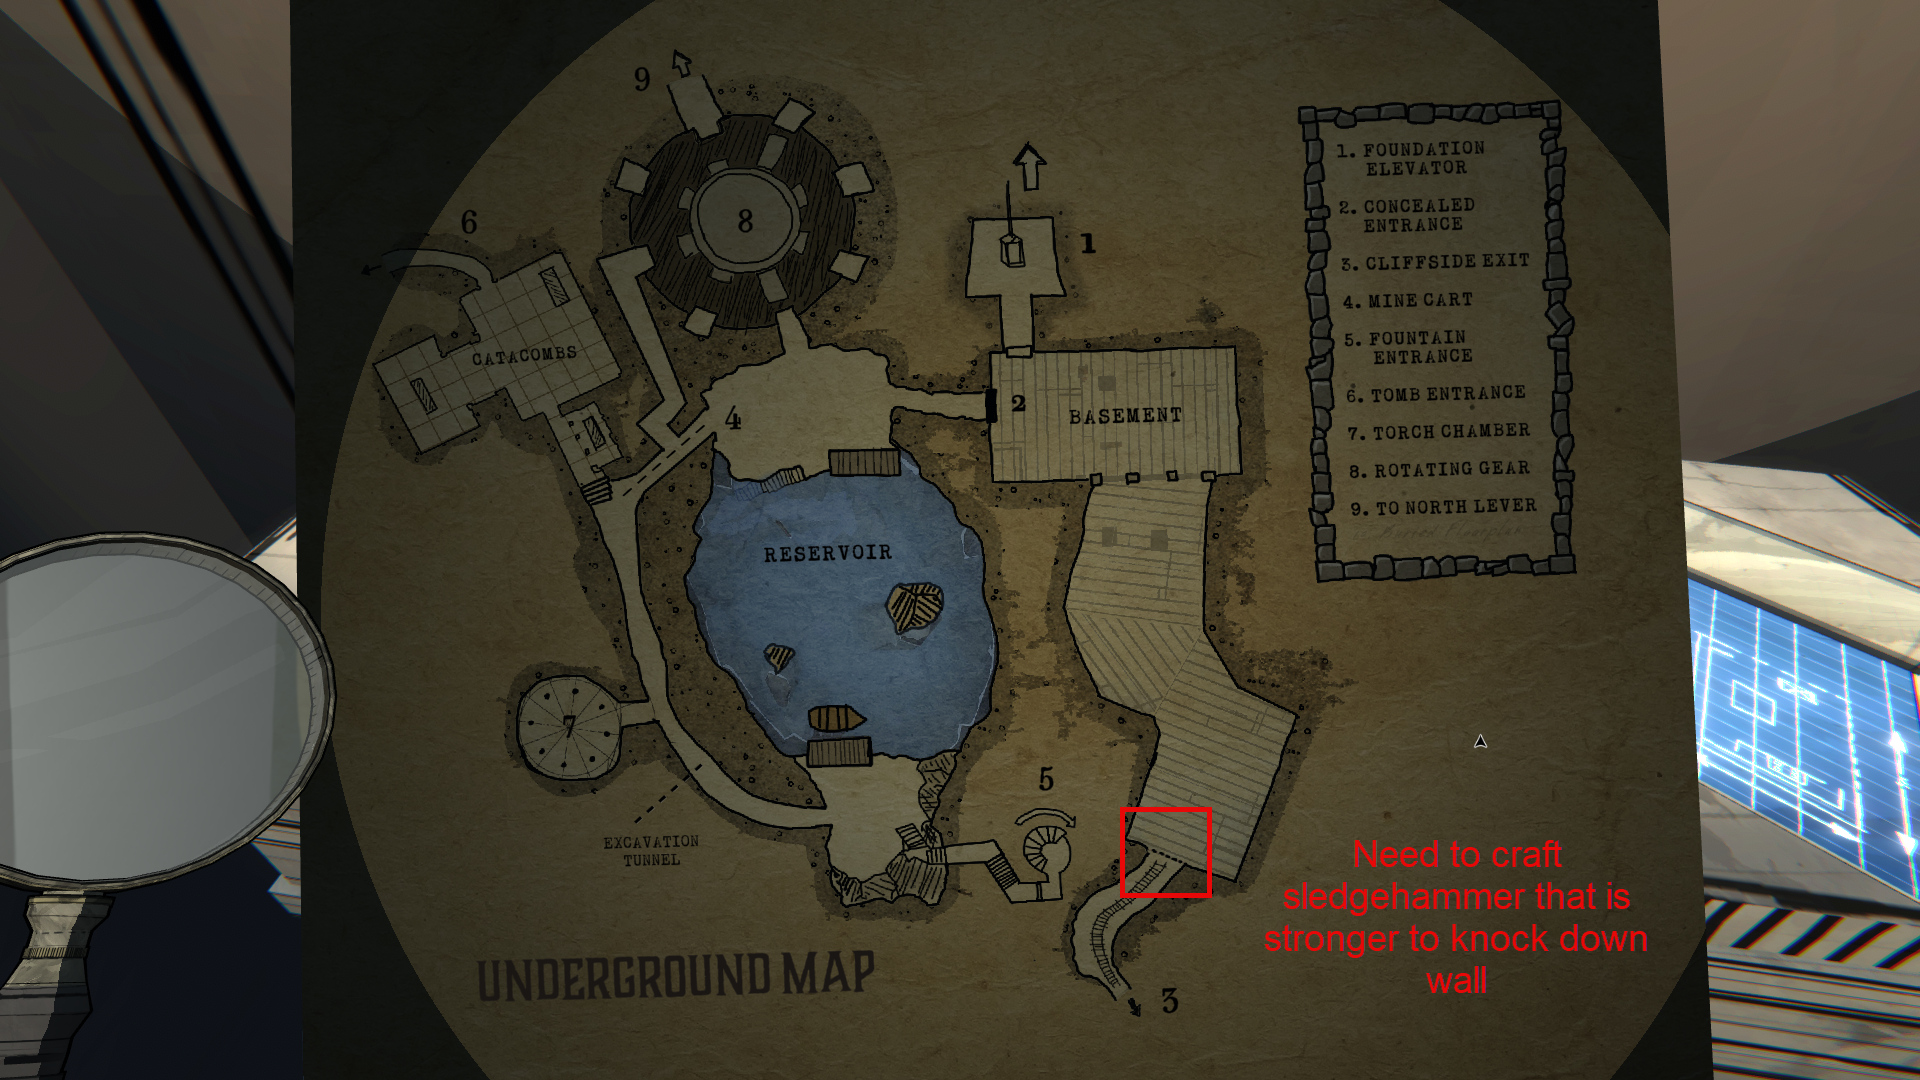 9
8
6
1
1. FOUNDATION
ELEVATOR
2. CONCEALED
ENTRANCE
3. CLIFFSIDE EXIT
4. MINE CART
5. FOUNTAIN
ENTRANCE
6. TOMB ENTRANCE
7. TORCH CHAMBER
8. ROTATING GEAR
9. TO NORTH LEVER
CATACOMBS
4
2
BASEMENT
RESERVOIR
7
5
EXCAVATION
TUNNEL
3
UNDERGROUND MAP
Need to craft
sledgehammer that is
stronger to knock down
wall